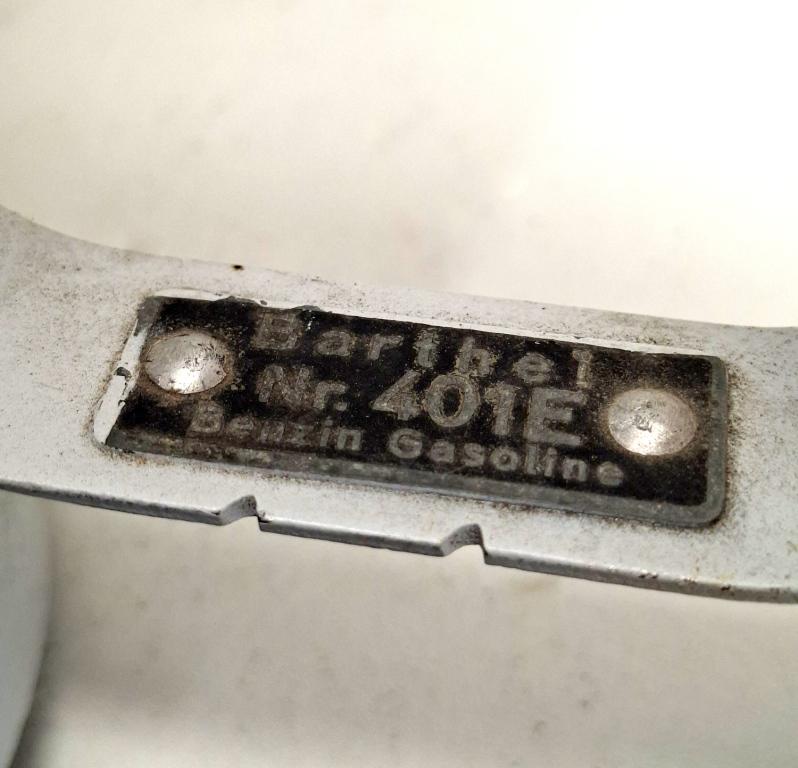 Barthel
Nr. 401E
Benzin Gasoline